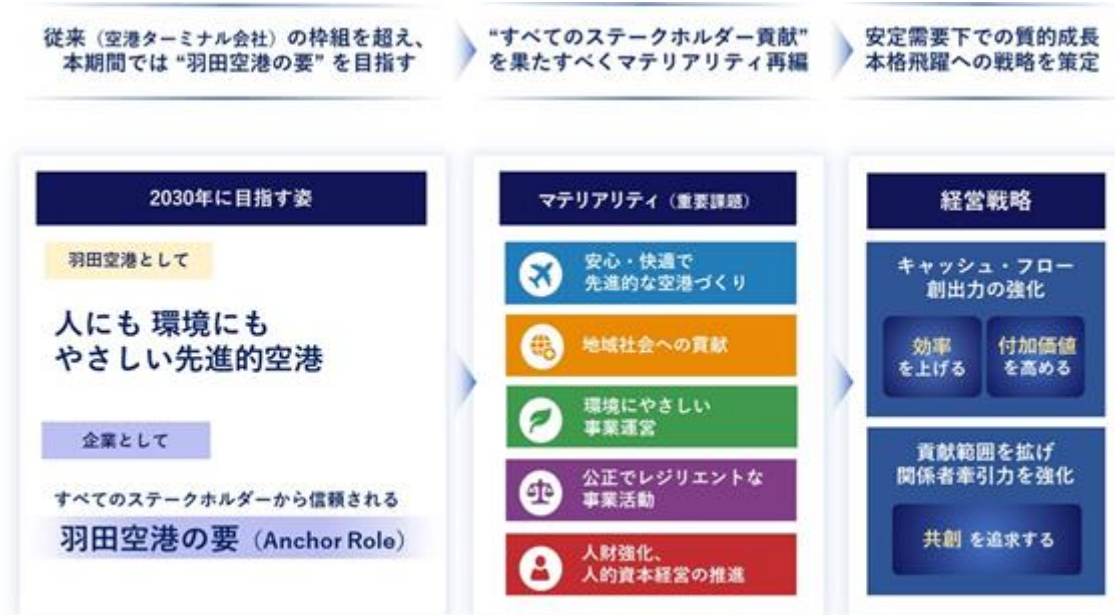 従来（空港ターミナル会社）の枠組を超え、
本期間では “羽田空港の要” を目指す
“すべてのステークホルダー貢献”
を果たすべくマテリアリティ再編
安定需要下での質的成長
本格飛躍への戦略を策定
2030年に目指す姿
羽田空港として
人にも 環境にも
やさしい先進的空港
企業として
すべてのステークホルダーから信頼される
羽田空港の要（Anchor Role）
マテリアリティ（重要課題）
安心・快適で
先進的な空港づくり
地域社会への貢献
環境にやさしい
事業運営
公正でレジリエントな
事業活動
人財強化、
人的資本経営の推進
経営戦略
キャッシュ・フロー
創出力の強化
効率
を上げる
付加価値
を高める
貢献範囲を拡げ
関係者牽引力を強化
共創 を追求する